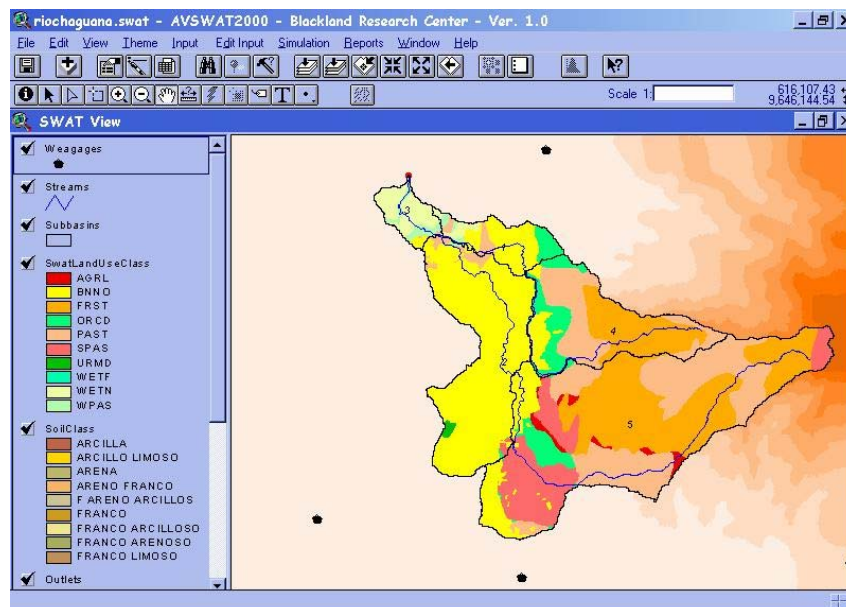 riochaguana.swat - AVSWAT2000 - Blackland Research Center - Ver. 1.0
File Edit View Theme Input Edit Input Simulation Reports Window Help
Scale 1:
616,107.43
9,646,144.54
SWAT View
Weagages
Streams
Subbasins
SwatLandUseClass
AGRL
BNNO
FRST
ORCD
PAST
SPAS
URMD
WETF
WETN
WPAS
SoilClass
ARCILLA
ARCILLO LIMOSO
ARENA
ARENO FRANCO
F ARENO ARCILLOS
FRANCO
FRANCO ARCILLOSO
FRANCO ARENOSO
FRANCO LIMOSO
Outlets
3
4
5